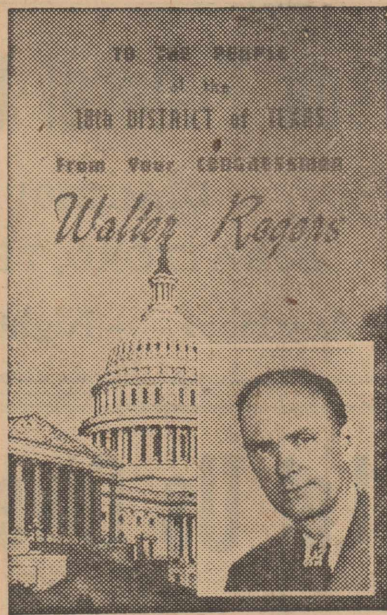 TO THE PEOPLE
of the
18th DISTRICT of TEXAS
From Your CONGRESSMAN
Walter Rogers